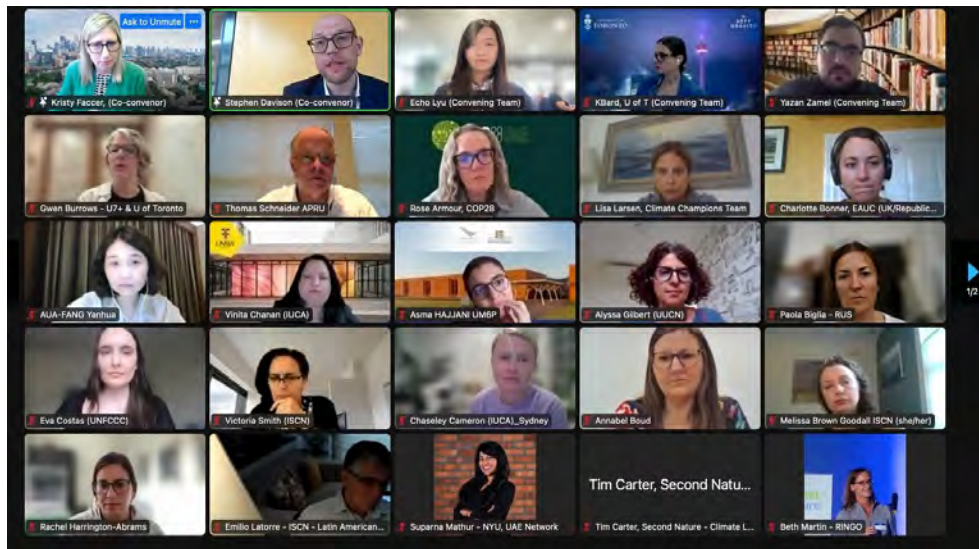 Ask to Unmute
Kristy Faccer, (Co-convenor)
Stephen Davison (Co-convenor)
Echo Lyu (Convening Team)
UNIVERSITY OF
TORONTO
KBard, U of T (Convening Team)
Yazan Zamel (Convening Team)
Gwen Burrows - U7+ & U of Toronto
Thomas Schneider APRU
Rose Armour, COP28
Lisa Larsen, Climate Champions Team
Charlotte Bonner, EAUC (UK/Republic...
AUA-FANG Yanhua
UNSW
Vinita Chanan (IUCA)
Asma HAJJANI UM6P
Alyssa Gilbert (UUCN)
Paola Biglia - RUS
1/2
Eva Costas (UNFCCC)
Victoria Smith (ISCN)
Chaseley Cameron (IUCA)_Sydney
Annabel Boud
Melissa Brown Goodall ISCN (she/her)
Rachel Harrington-Abrams
Emilio Latorre - ISCN - Latin American...
Suparna Mathur - NYU, UAE Network
Tim Carter, Second Natu...
Tim Carter, Second Nature - Climate L...
Beth Martin - RINGO